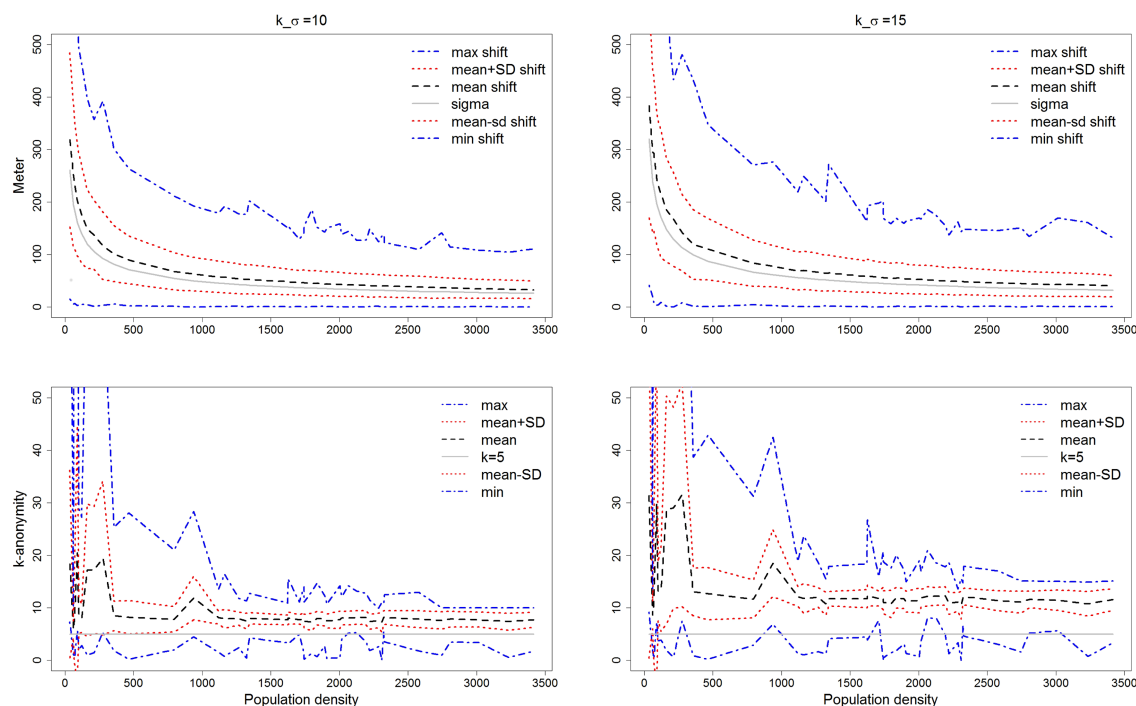 k_σ =10
k_σ =15
Meter
500
400
300
200
100
0
max shift
mean+SD shift
mean shift
sigma
mean-sd shift
min shift
0 500 1000 1500 2000 2500 3000 3500
500
400
300
200
100
0
max shift
mean+SD shift
mean shift
sigma
mean-sd shift
min shift
0 500 1000 1500 2000 2500 3000 3500
k-anonymity
50
40
30
20
10
0
max
mean+SD
mean
k=5
mean-SD
min
0 500 1000 1500 2000 2500 3000 3500
Population density
50
40
30
20
10
0
max
mean+SD
mean
k=5
mean-SD
min
0 500 1000 1500 2000 2500 3000 3500
Population density